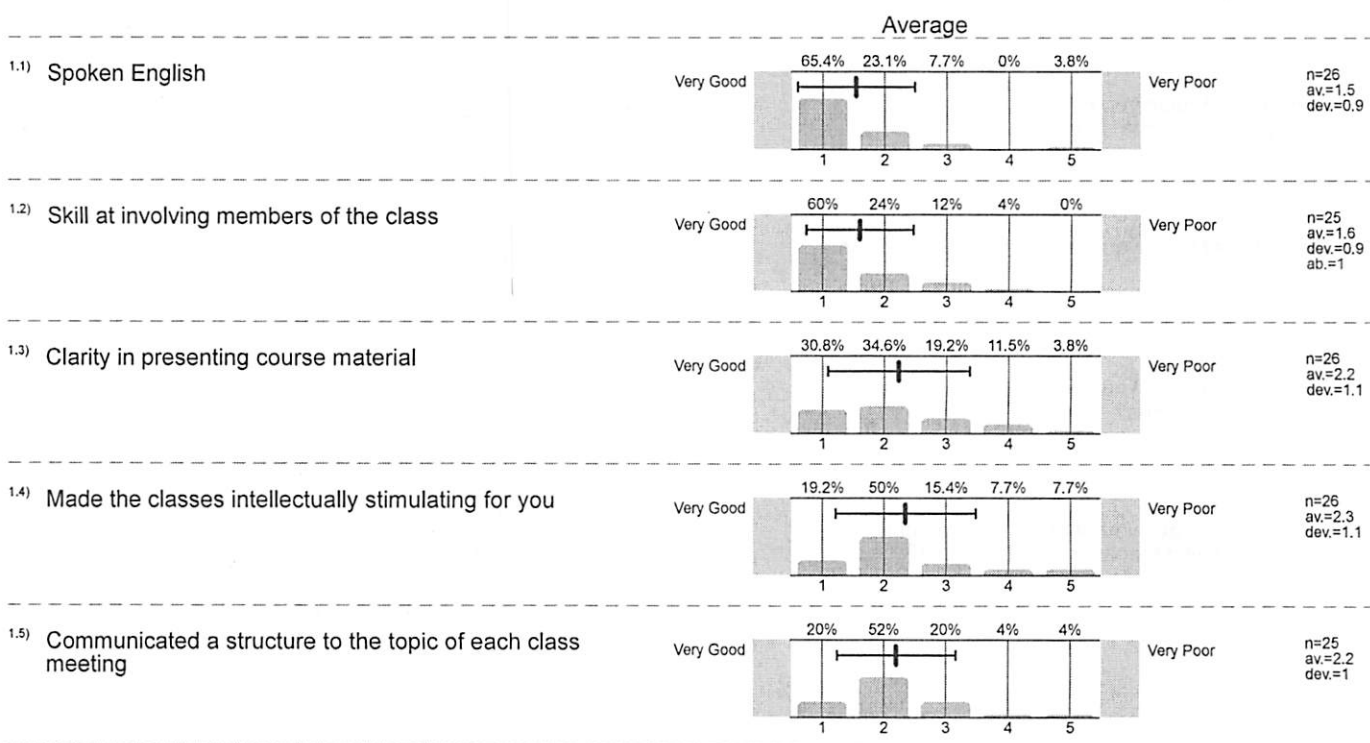 Average
1.1) Spoken English
Very Good
65.4% 23.1% 7.7% 0% 3.8%
1 2 3 4 5
Very Poor
n=26
av.=1.5
dev.=0.9
1.2) Skill at involving members of the class
Very Good
60% 24% 12% 4% 0%
1 2 3 4 5
Very Poor
n=25
av.=1.6
dev.=0.9
ab.=1
1.3) Clarity in presenting course material
Very Good
30.8% 34.6% 19.2% 11.5% 3.8%
1 2 3 4 5
Very Poor
n=26
av.=2.2
dev.=1.1
1.4) Made the classes intellectually stimulating for you
Very Good
19.2% 50% 15.4% 7.7% 7.7%
1 2 3 4 5
Very Poor
n=26
av.=2.3
dev.=1.1
1.5) Communicated a structure to the topic of each class
meeting
Very Good
20% 52% 20% 4% 4%
1 2 3 4 5
Very Poor
n=25
av.=2.2
dev.=1